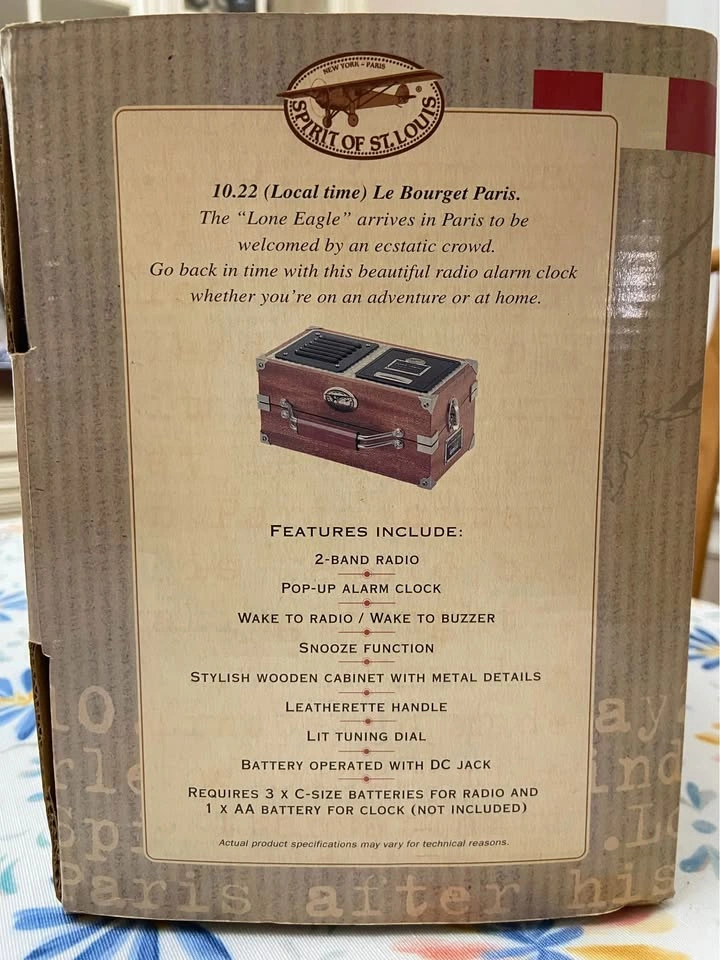 NEW YORK – PARIS
SPIRIT OF ST. LOUIS
®
10.22 (Local time) Le Bourget Paris.
The “Lone Eagle” arrives in Paris to be
welcomed by an ecstatic crowd.
Go back in time with this beautiful radio alarm clock
whether you’re on an adventure or at home.
FEATURES INCLUDE:
2-BAND RADIO
POP-UP ALARM CLOCK
WAKE TO RADIO / WAKE TO BUZZER
SNOOZE FUNCTION
STYLISH WOODEN CABINET WITH METAL DETAILS
LEATHERETTE HANDLE
LIT TUNING DIAL
BATTERY OPERATED WITH DC JACK
REQUIRES 3 X C-SIZE BATTERIES FOR RADIO AND
1 X AA BATTERY FOR CLOCK (NOT INCLUDED)
Actual product specifications may vary for technical reasons.
Paris after his